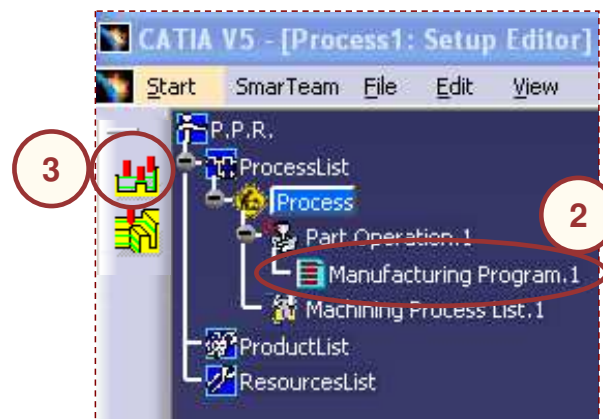 CATIA V5 - [Process1: Setup Editor]
Start SmarTeam File Edit View
P.P.R.
3
ProcessList
Process
2
Part Operation.1
Manufacturing Program.1
Machining Process List.1
ProductList
ResourcesList